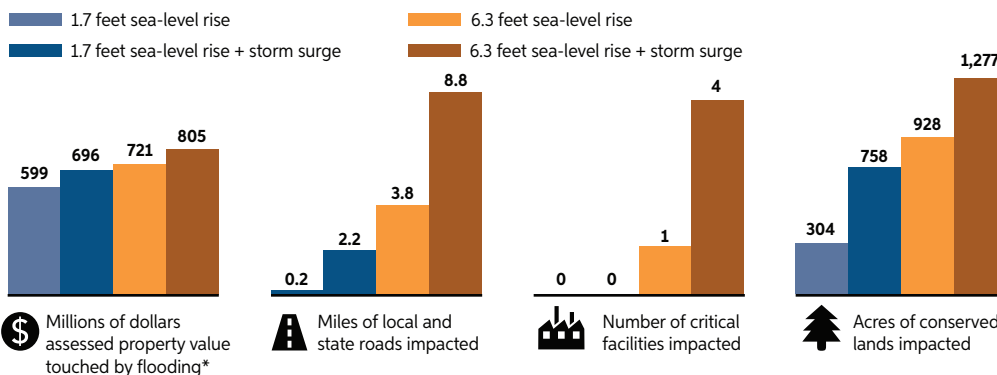 1.7 feet sea-level rise
6.3 feet sea-level rise
1.7 feet sea-level rise + storm surge
6.3 feet sea-level rise + storm surge
599
696
721
805
0.2
2.2
3.8
8.8
0
0
1
4
304
758
928
1,277
$
Millions of dollars
assessed property value
touched by flooding*
Miles of local and
state roads impacted
Number of critical
facilities impacted
Acres of conserved
lands impacted